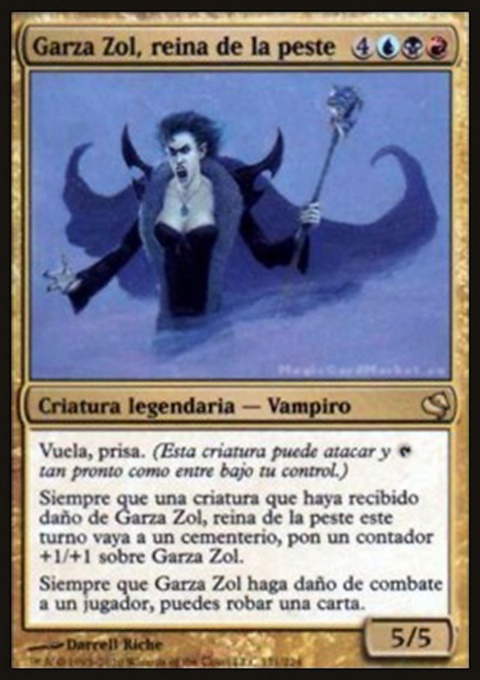 Garza Zol, reina de la peste 4
MagicCardMarket.eu
Criatura legendaria — Vampiro
Vuela, prisa. (Esta criatura puede atacar y
tan pronto como entre bajo tu control.)
Siempre que una criatura que haya recibido
daño de Garza Zol, reina de la peste este
turno vaya a un cementerio, pon un contador
+1/+1 sobre Garza Zol.
Siempre que Garza Zol haga daño de combate
a un jugador, puedes robar una carta.
Darrell Riche
5/5